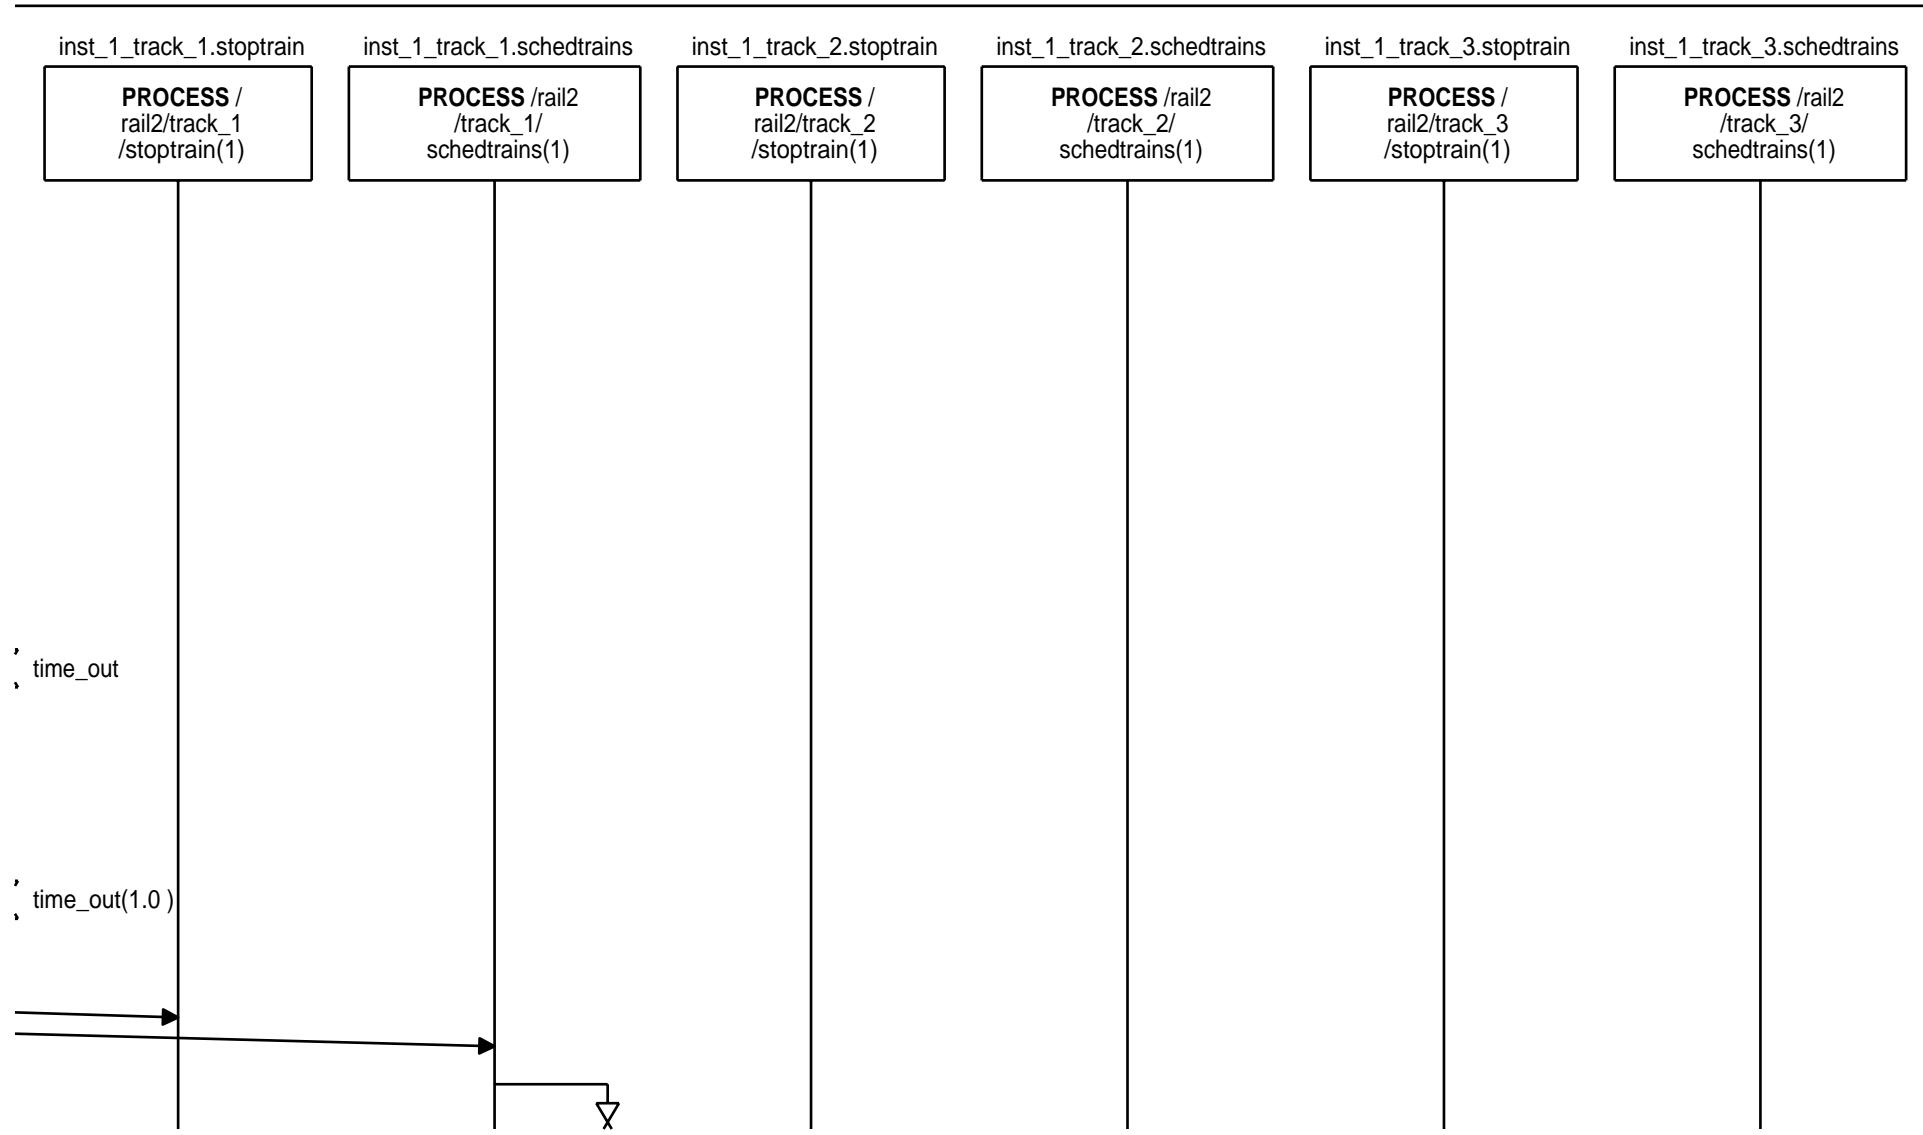 inst_1_track_1.stoptrain
inst_1_track_1.schedtrains
inst_1_track_2.stoptrain
inst_1_track_2.schedtrains
inst_1_track_3.stoptrain
inst_1_track_3.schedtrains
PROCESS /
rail2/track_1
/stoptrain(1)
PROCESS /rail2
/track_1/
schedtrains(1)
PROCESS /
rail2/track_2
/stoptrain(1)
PROCESS /rail2
/track_2/
schedtrains(1)
PROCESS /
rail2/track_3
/stoptrain(1)
PROCESS /rail2
/track_3/
schedtrains(1)
time_out
time_out(1.0 )